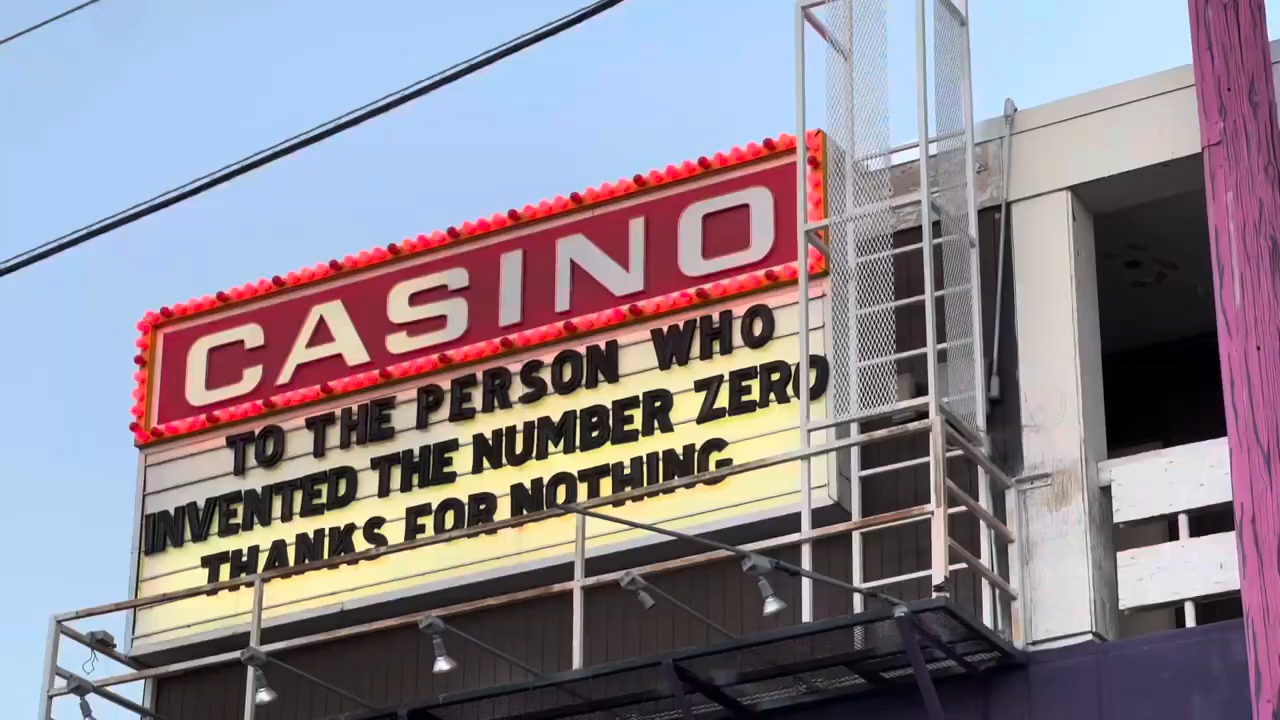 CASINO
TO THE PERSON WHO
INVENTED THE NUMBER ZERO
THANKS FOR NOTHING